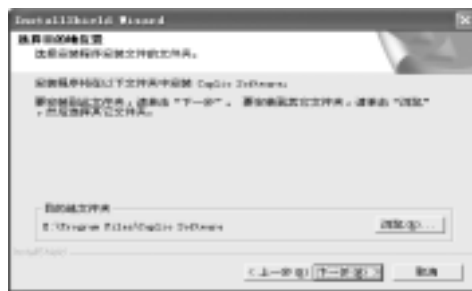 InstallShield Wizard
选择目的地位置
选择安装程序安装文件的文件夹。
安装程序将在以下文件夹中安装 Caplio Software。
要安装到此文件夹，请单击“下一步”。 要安装到其它文件夹，请单击“浏览”
，然后选择其它文件夹。
目的地文件夹
E:\Program Files\Caplio Software
浏览(R)...
InstallShield
<上一步(B)
下一步(N)>
取消